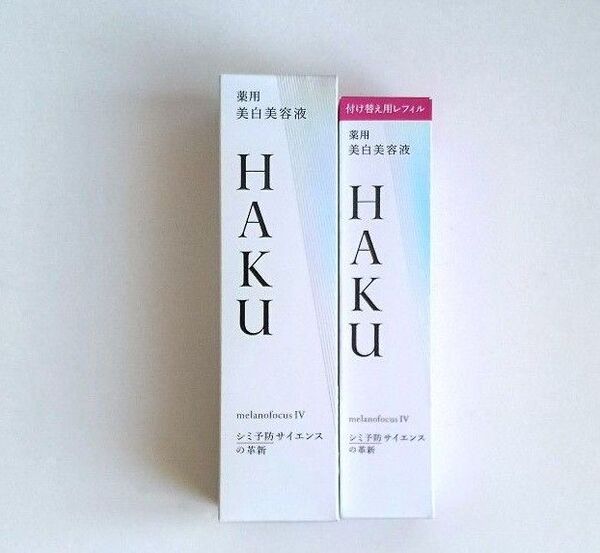 薬用
美白美容液
HAKU
melanofocus IV
シミ予防サイエンス
の革新
付け替え用レフィル
薬用
美白美容液
HAKU
melanofocus IV
シミ予防サイエンス
の革新